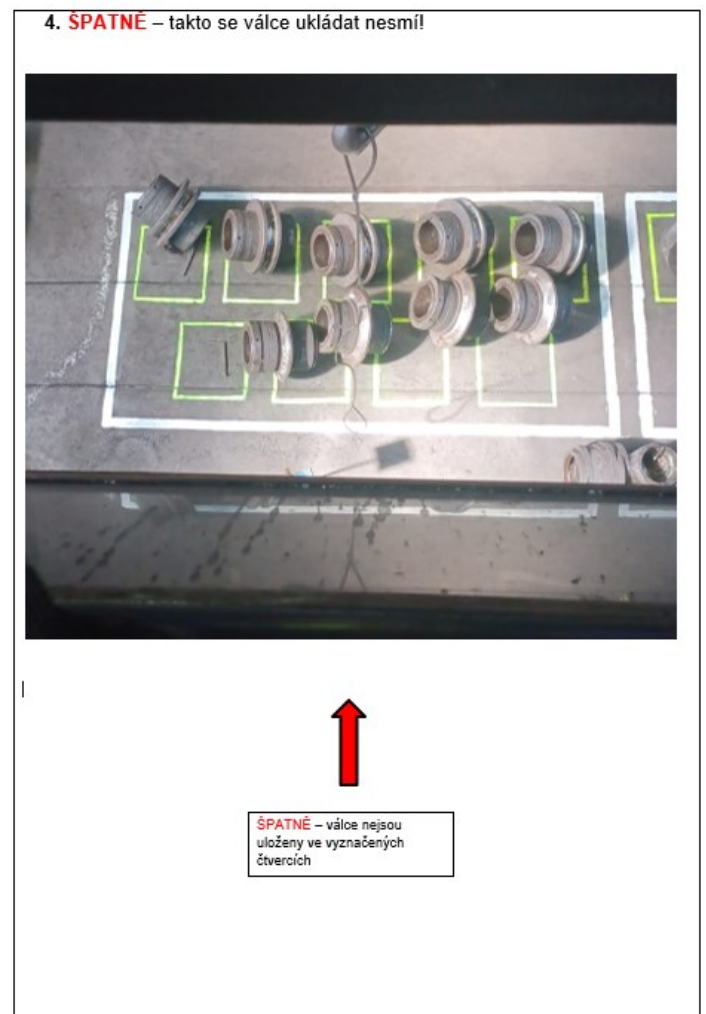 4. ŠPATNĚ – takto se válce ukládat nesmí!
ŠPATNĚ – válce nejsou
uloženy ve vyznačených
čtvercích